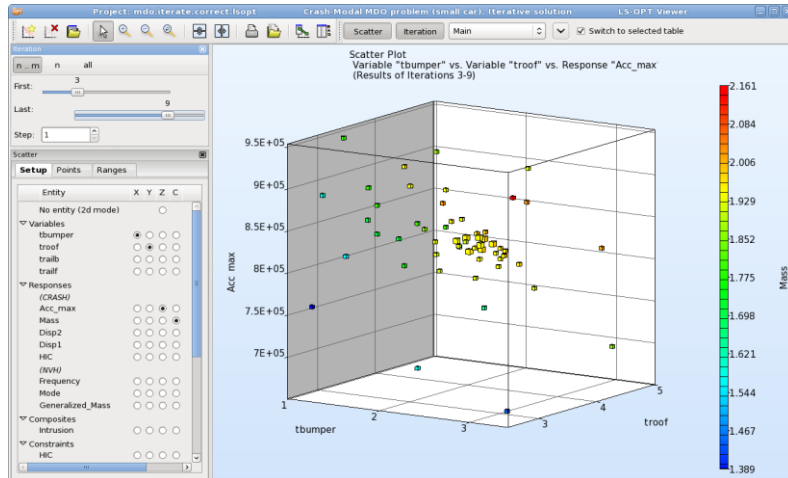 Project: mdo.iterate.correct.lsopt Crash-Modal MDO problem (small car). Iterative solution LS-OPT Viewer
Scatter Iteration Main Switch to selected table
Iteration
n .. m n all
First: 3
Last: 9
Step: 1
Scatter
Setup Points Ranges
Entity X Y Z C
No entity (2d mode)
Variables
tbumper
troof
trailb
trailf
Responses
(CRASH)
Acc_max
Mass
Disp2
Disp1
HIC
(NVH)
Frequency
Mode
Generalized_Mass
Composites
Intrusion
Constraints
HIC
Scatter Plot
Variable "tbumper" vs. Variable "troof" vs. Response "Acc_max"
(Results of Iterations 3-9)
9.5E+05
9E+05
8.5E+05
8E+05
7.5E+05
7E+05
Acc_max
1
2
3
tbumper
3
4
5
troof
2.161
2.084
2.006
1.929
1.852
1.775
1.698
1.621
1.544
1.467
1.389
Mass